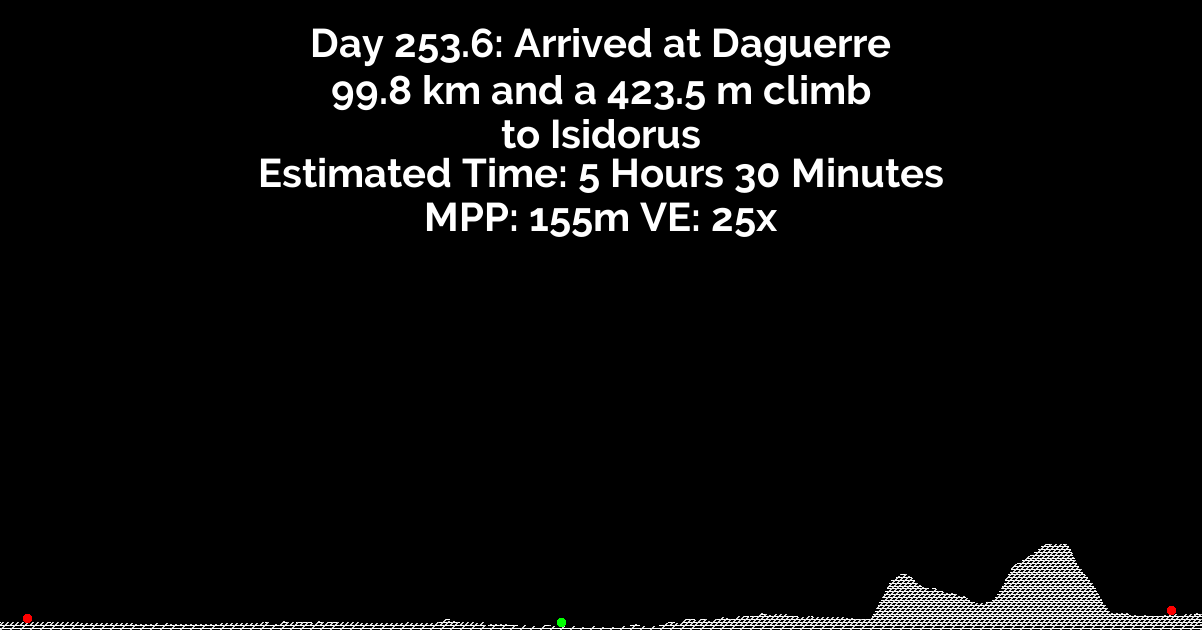 Day 253.6: Arrived at Daguerre
99.8 km and a 423.5 m climb
to Isidorus
Estimated Time: 5 Hours 30 Minutes
MPP: 155m VE: 25x